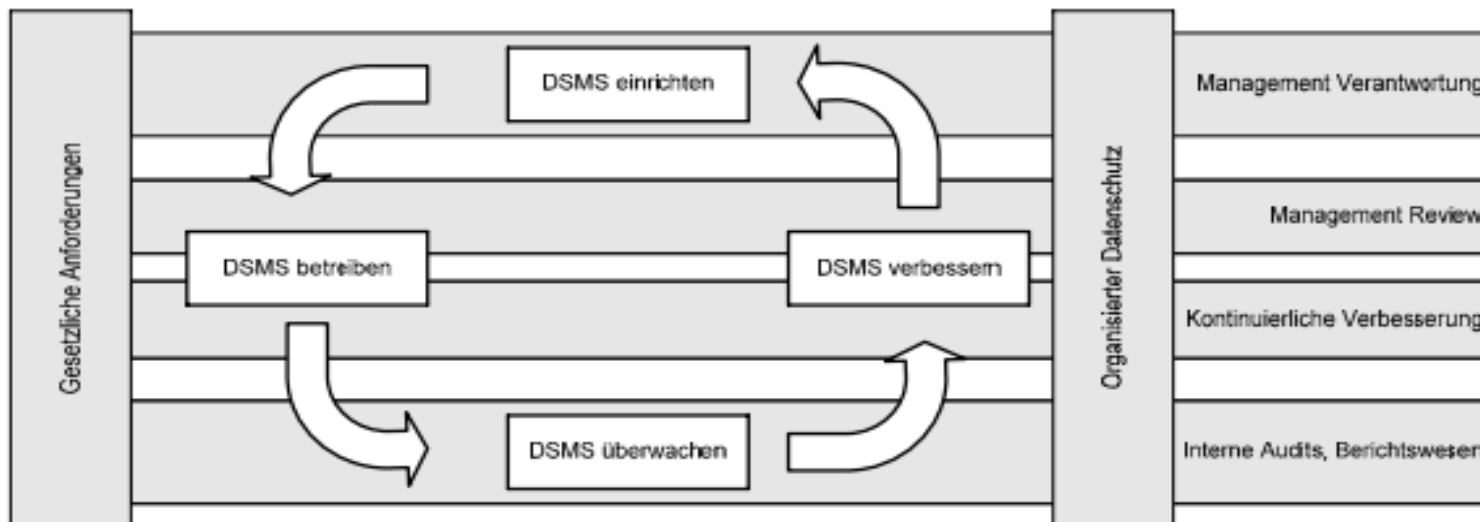 Gesetzliche Anforderungen
DSMS einrichten
DSMS betreiben
DSMS verbessern
DSMS überwachen
Organisierter Datenschutz
Management Verantwortung
Management Review
Kontinuierliche Verbesserung
Interne Audits, Berichtswesen